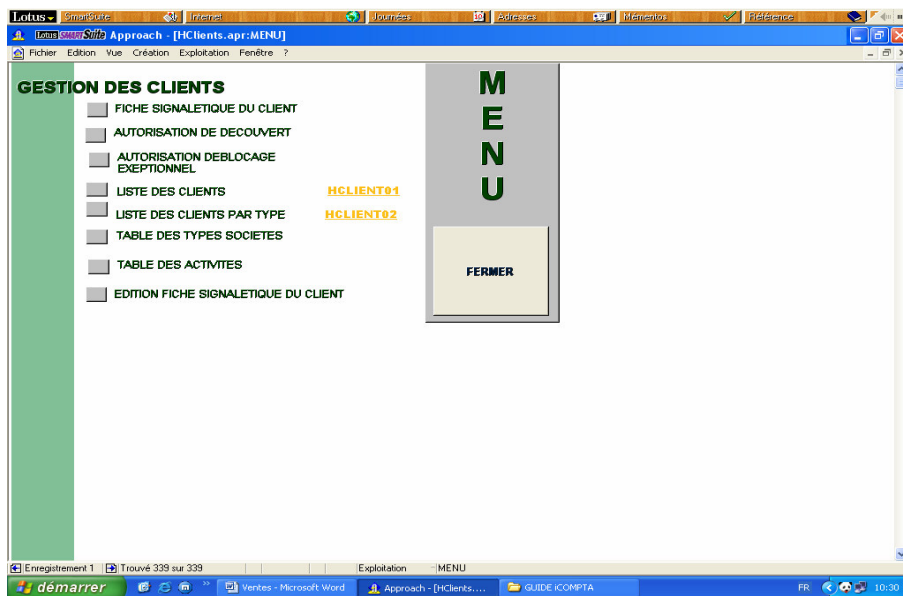 Lotus SmartSuite Internet Journées Adresses Mémentos Référence
Lotus SMARTSuite Approach - [HClients.apr:MENU]
Fichier Edition Vue Création Exploitation Fenêtre ?
GESTION DES CLIENTS
FICHE SIGNALETIQUE DU CLIENT
AUTORISATION DE DECOUVERT
AUTORISATION DEBLOCAGE
EXEPTIONNEL
LISTE DES CLIENTS HCLIENT01
LISTE DES CLIENTS PAR TYPE HCLIENT02
TABLE DES TYPES SOCIETES
TABLE DES ACTIVITES
EDITION FICHE SIGNALETIQUE DU CLIENT
M
E
N
U
FERMER
Enregistrement 1 Trouvé 339 sur 339 Exploitation MENU
démarrer Ventes - Microsoft Word Approach - [HClients.... GUIDE iCOMPTA FR 10:30